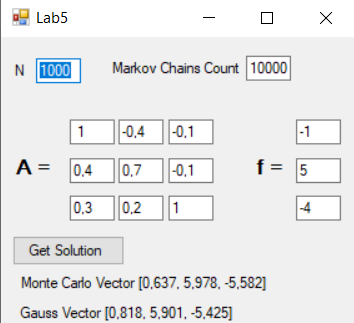 Lab5
N 1000 Markov Chains Count 10000
1 -0,4 -0,1 -1
A = 0,4 0,7 -0,1 f = 5
0,3 0,2 1 -4
Get Solution
Monte Carlo Vector [0,637, 5,978, -5,582]
Gauss Vector [0,818, 5,901, -5,425]